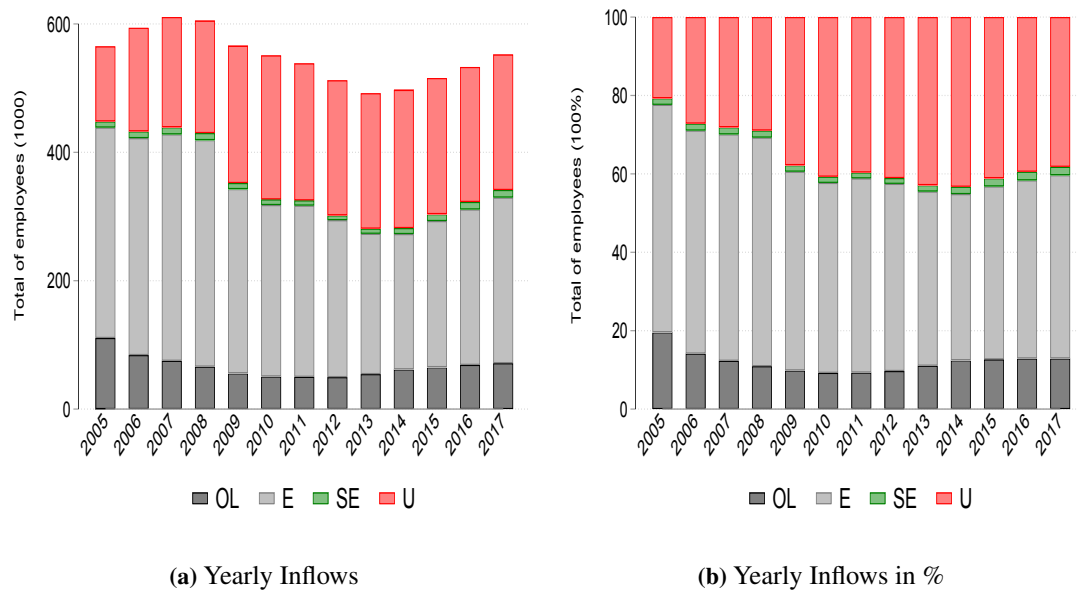 Total of employees (1000)
600
400
200
0
2005 2006 2007 2008 2009 2010 2011 2012 2013 2014 2015 2016 2017
OL E SE U
(a) Yearly Inflows
Total of employees (100%)
100
80
60
40
20
0
2005 2006 2007 2008 2009 2010 2011 2012 2013 2014 2015 2016 2017
OL E SE U
(b) Yearly Inflows in %